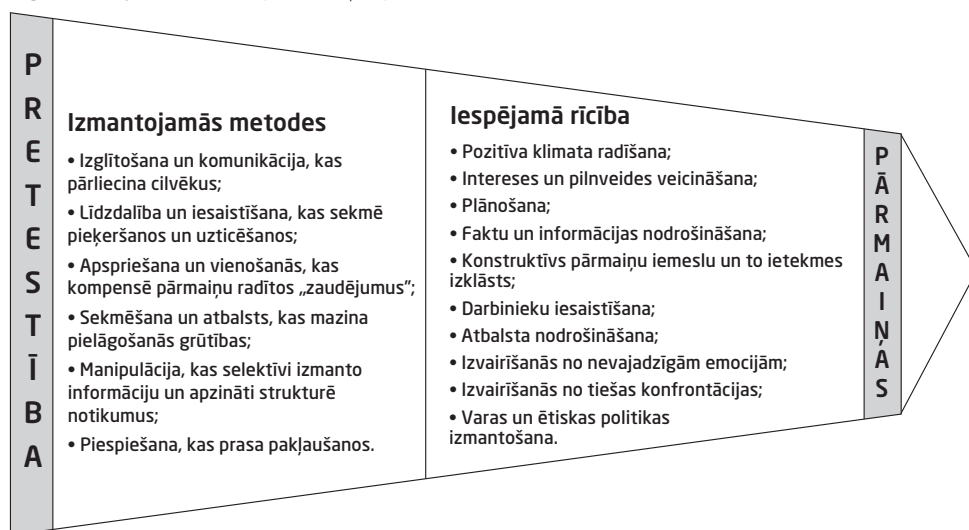 PRETESTĪBA
Izmantojamās metodes
• Izglītošana un komunikācija, kas
pārliecina cilvēkus;
• Līdzdalība un iesaistīšana, kas sekmē
pieķeršanos un uzticēšanos;
• Apspriešana un vienošanās, kas
kompensē pārmaiņu radītos „zaudējumus”;
• Sekmēšana un atbalsts, kas mazina
pielāgošanās grūtības;
• Manipulācija, kas selektīvi izmanto
informāciju un apzināti strukturē
notikumus;
• Piespiešana, kas prasa pakļaušanos.
Iespējamā rīcība
• Pozitīva klimata radīšana;
• Intereses un pilnveides veicināšana;
• Plānošana;
• Faktu un informācijas nodrošināšana;
• Konstruktīvs pārmaiņu iemeslu un to ietekmes
izklāsts;
• Darbinieku iesaistīšana;
• Atbalsta nodrošināšana;
• Izvairīšanās no nevajadzīgām emocijām;
• Izvairīšanās no tiešas konfrontācijas;
• Varas un ētiskas politikas
izmantošana.
PĀRMAIŅĀS